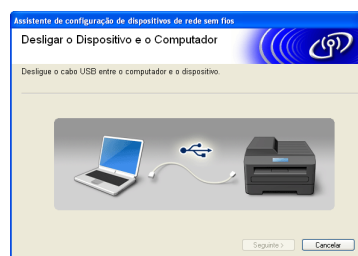 Assistente de configuração de dispositivos de rede sem fios
Desligar o Dispositivo e o Computador
Desligue o cabo USB entre o computador e o dispositivo.
Seguinte >
Cancelar